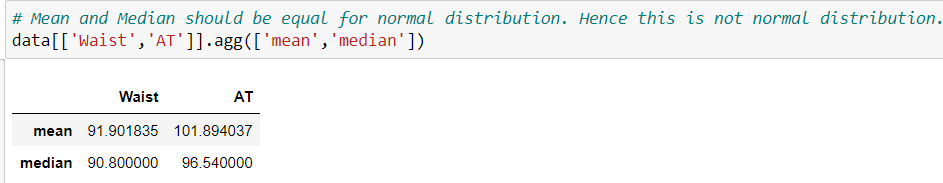 # Mean and Median should be equal for normal distribution. Hence this is not normal distribution.
data[['Waist','AT']].agg(['mean','median'])
Waist AT
mean 91.901835 101.894037
median 90.800000 96.540000